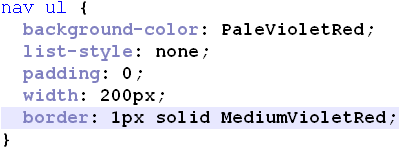 nav ul {
  background-color: PaleVioletRed;
  list-style: none;
  padding: 0;
  width: 200px;
  border: 1px solid MediumVioletRed;
}